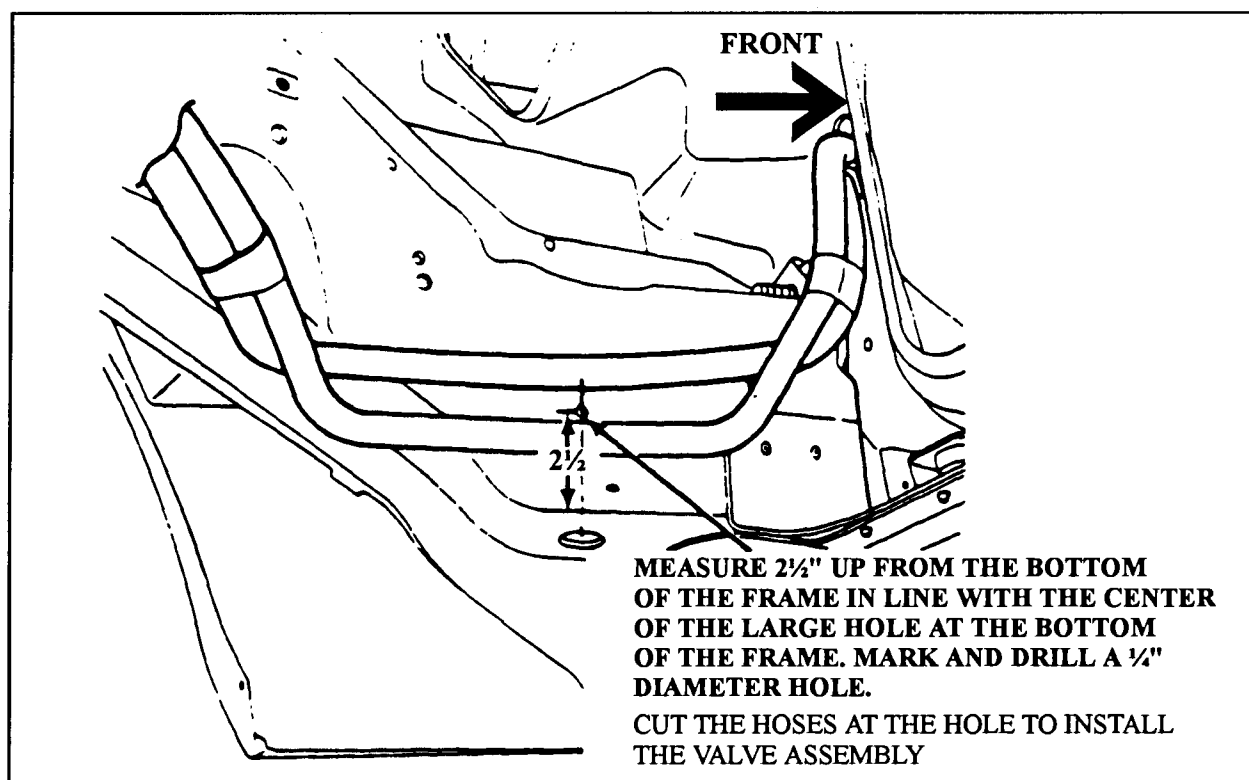 FRONT
2½
MEASURE 2½" UP FROM THE BOTTOM
OF THE FRAME IN LINE WITH THE CENTER
OF THE LARGE HOLE AT THE BOTTOM
OF THE FRAME. MARK AND DRILL A ¼"
DIAMETER HOLE.
CUT THE HOSES AT THE HOLE TO INSTALL
THE VALVE ASSEMBLY